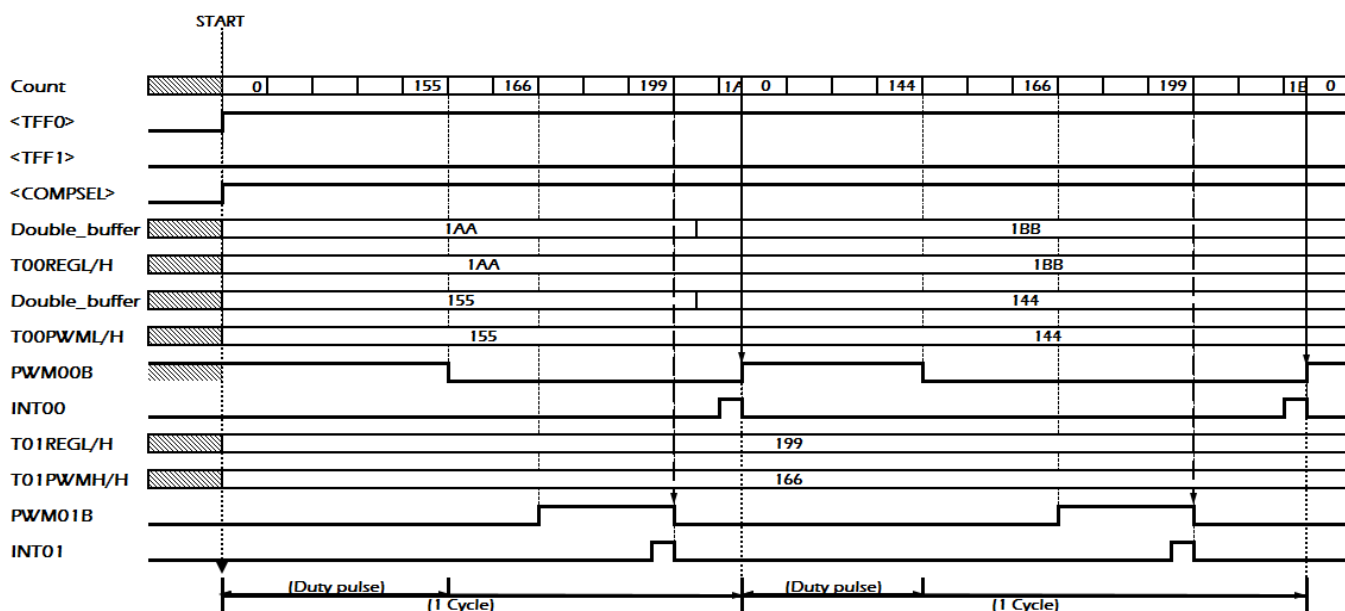 START
Count 0 155 166 199 1A 0 144 166 199 1B 0
<TFF0>
<TFF1>
<COMPSEL>
Double_buffer 1AA 1BB
T00REGL/H 1AA 1BB
Double_buffer 155 144
T00PWML/H 155 144
PWM00B
INT00
T01REGL/H 199
T01PWMH/H 166
PWM01B
INT01
(Duty pulse) (Duty pulse)
(1 Cycle) (1 Cycle)